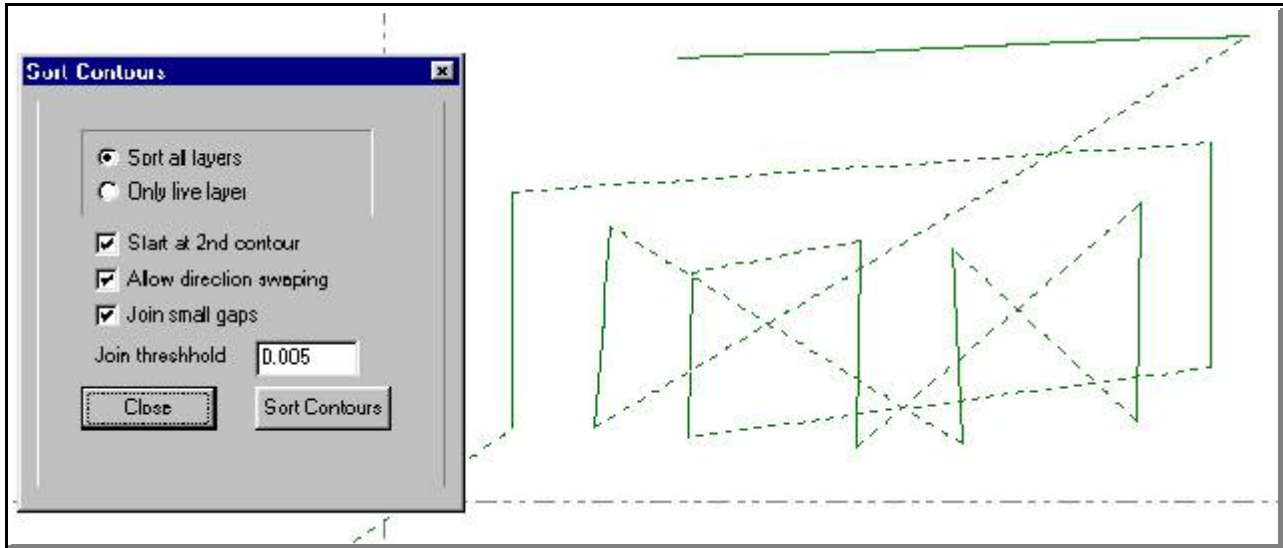 Sort Contours
Sort all layers
Only live layer
Start at 2nd contour
Allow direction swaping
Join small gaps
Join threshhold 0.005
Close Sort Contours